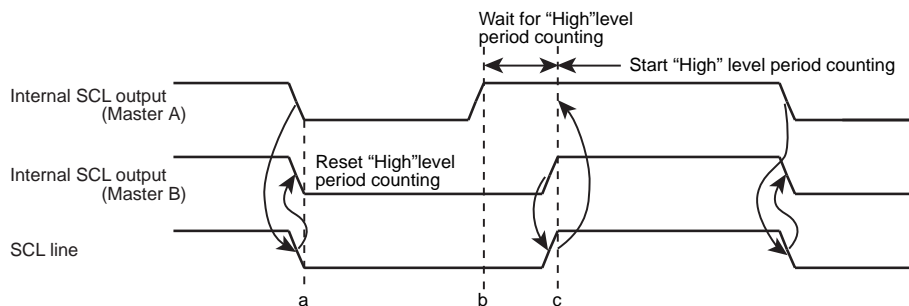 Wait for “High”level
period counting
Start “High” level period counting
Internal SCL output
(Master A)
Reset “High”level
period counting
Internal SCL output
(Master B)
SCL line
a
b
c